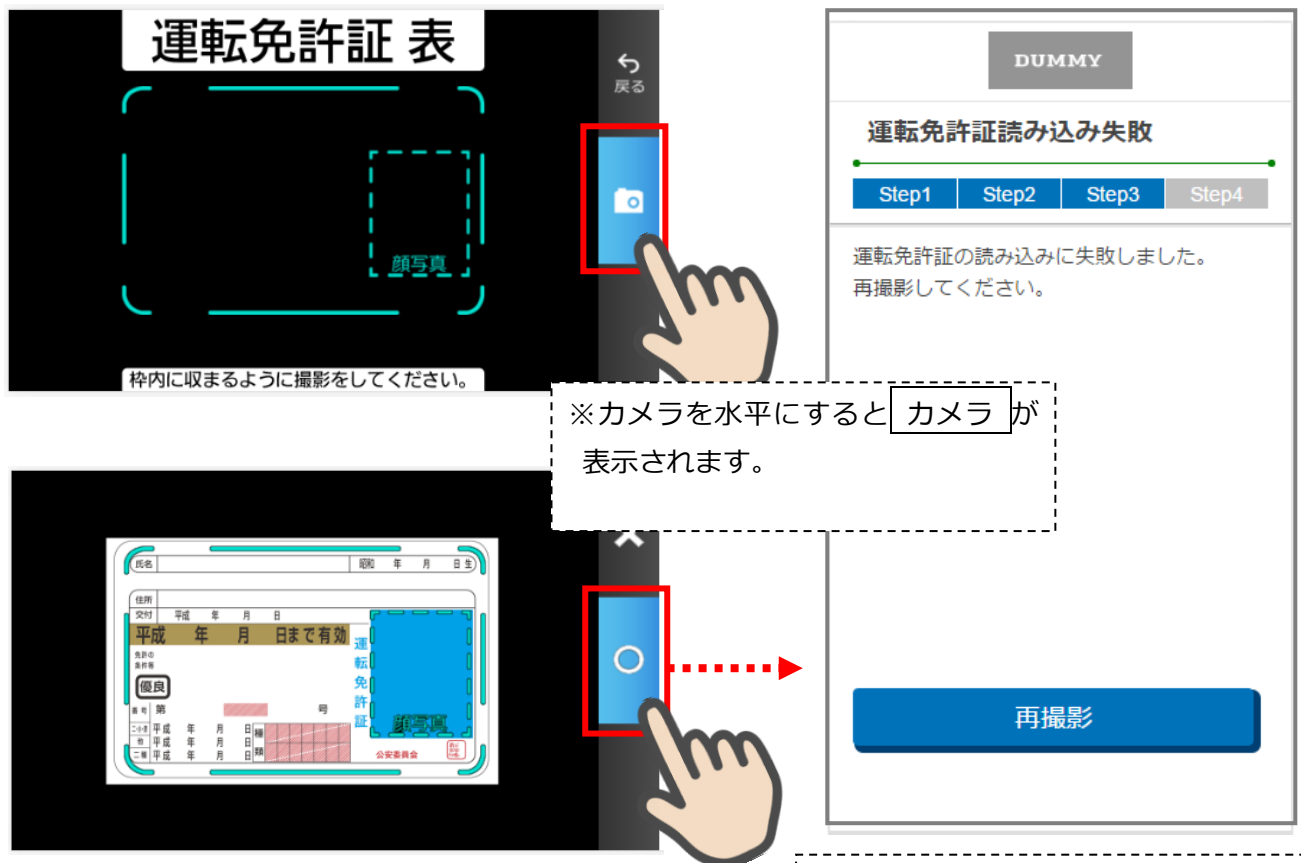 運転免許証 表
戻る
顔写真
枠内に収まるように撮影をしてください。
※カメラを水平にすると カメラ が
表示されます。
氏名
昭和 年 月 日生
住所
交付 平成 年 月 日
平成 年 月 日まで有効
免許の
条件等
優良
番号 第 号
二・小・原 平成 年 月 日
他 平成 年 月 日
二種 平成 年 月 日
種類
運転免許証
顔写真
公安委員会
DUMMY
運転免許証読み込み失敗
Step1 Step2 Step3 Step4
運転免許証の読み込みに失敗しました。
再撮影してください。
再撮影